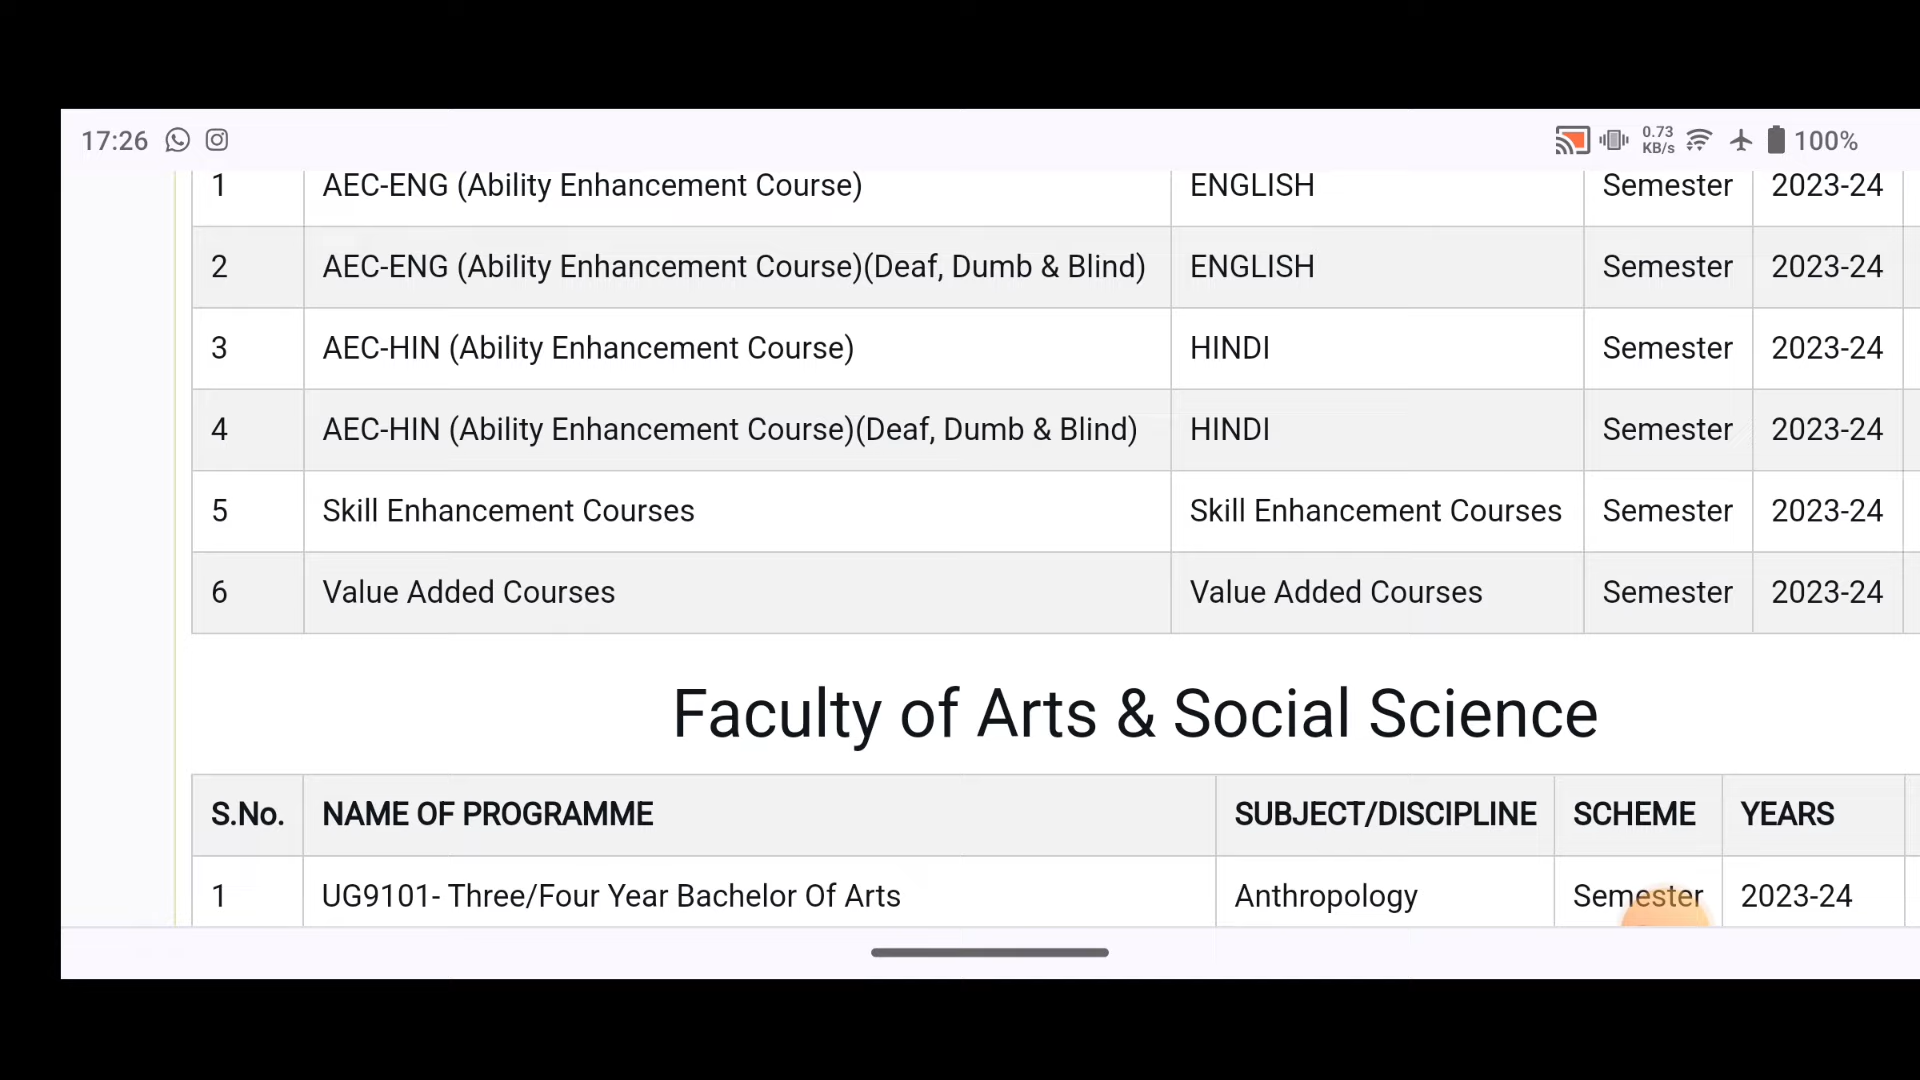 17:26 0.73 KB/s 100%
1 AEC-ENG (Ability Enhancement Course) ENGLISH Semester 2023-24
2 AEC-ENG (Ability Enhancement Course)(Deaf, Dumb & Blind) ENGLISH Semester 2023-24
3 AEC-HIN (Ability Enhancement Course) HINDI Semester 2023-24
4 AEC-HIN (Ability Enhancement Course)(Deaf, Dumb & Blind) HINDI Semester 2023-24
5 Skill Enhancement Courses Skill Enhancement Courses Semester 2023-24
6 Value Added Courses Value Added Courses Semester 2023-24
Faculty of Arts & Social Science
S.No. NAME OF PROGRAMME SUBJECT/DISCIPLINE SCHEME YEARS
1 UG9101- Three/Four Year Bachelor Of Arts Anthropology Semester 2023-24